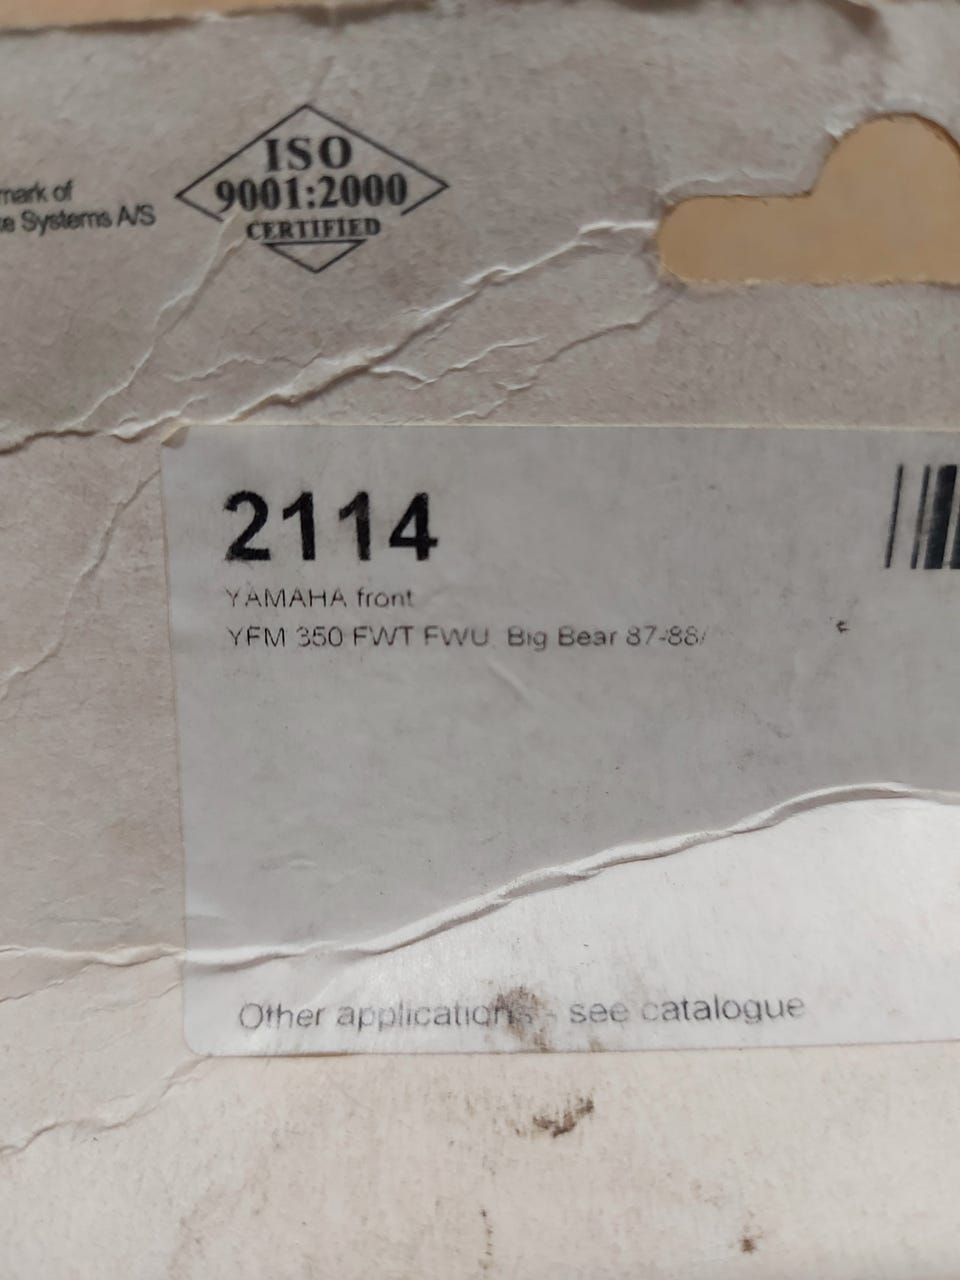 ISO
9001:2000
CERTIFIED
mark of
Systems A/S
2114
YAMAHA front
YFM 350 FWT FWU Big Bear 87-88/
Other applications - see catalogue